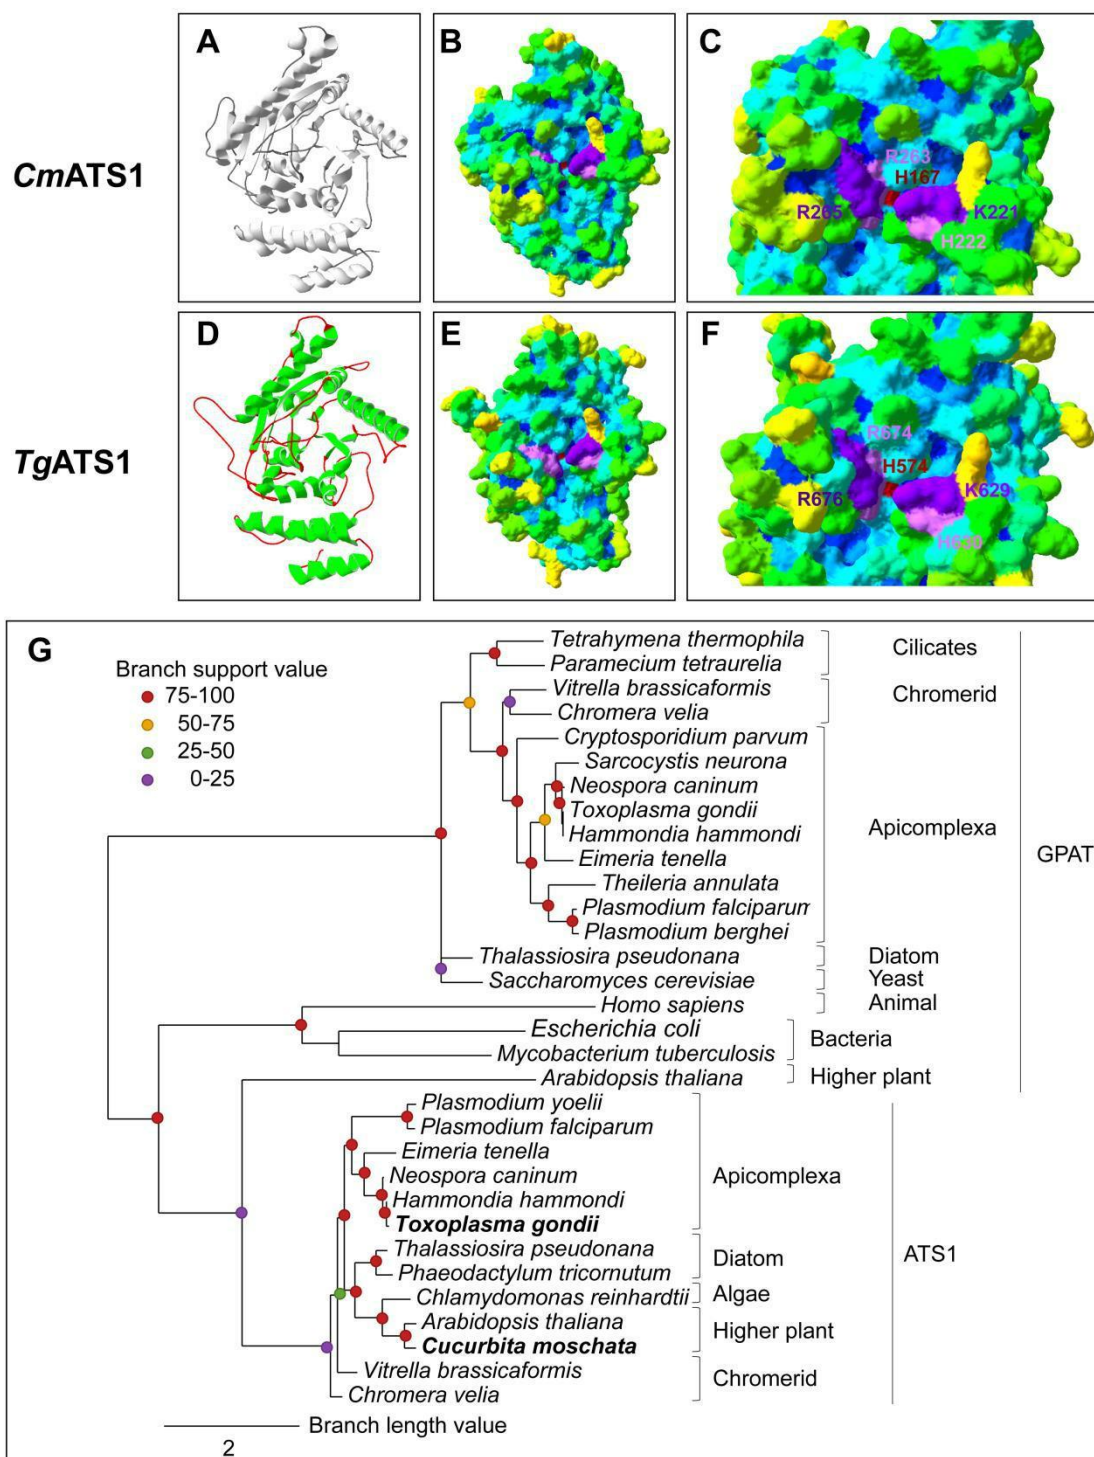 A
B
C
CmATS1
R263
H167
R265
K221
H222
D
E
F
TgATS1
R674
H574
R676
K629
H630
G
Branch support value
75-100
50-75
25-50
0-25
Tetrahymena thermophila
Paramecium tetraurelia
Cilicates
Vitrella brassicaformis
Chromera velia
Chromerid
Cryptosporidium parvum
Sarcocystis neurona
Neospora caninum
Toxoplasma gondii
Hammondia hammondi
Eimeria tenella
Theileria annulata
Plasmodium falciparum
Plasmodium berghei
Apicomplexa
GPAT
Thalassiosira pseudonana
Diatom
Saccharomyces cerevisiae
Yeast
Homo sapiens
Animal
Escherichia coli
Mycobacterium tuberculosis
Bacteria
Arabidopsis thaliana
Higher plant
Plasmodium yoelii
Plasmodium falciparum
Eimeria tenella
Neospora caninum
Hammondia hammondi
Toxoplasma gondii
Apicomplexa
Thalassiosira pseudonana
Phaeodactylum tricornutum
Diatom
ATS1
Chlamydomonas reinhardtii
Algae
Arabidopsis thaliana
Cucurbita moschata
Higher plant
Vitrella brassicaformis
Chromera velia
Chromerid
Branch length value
2